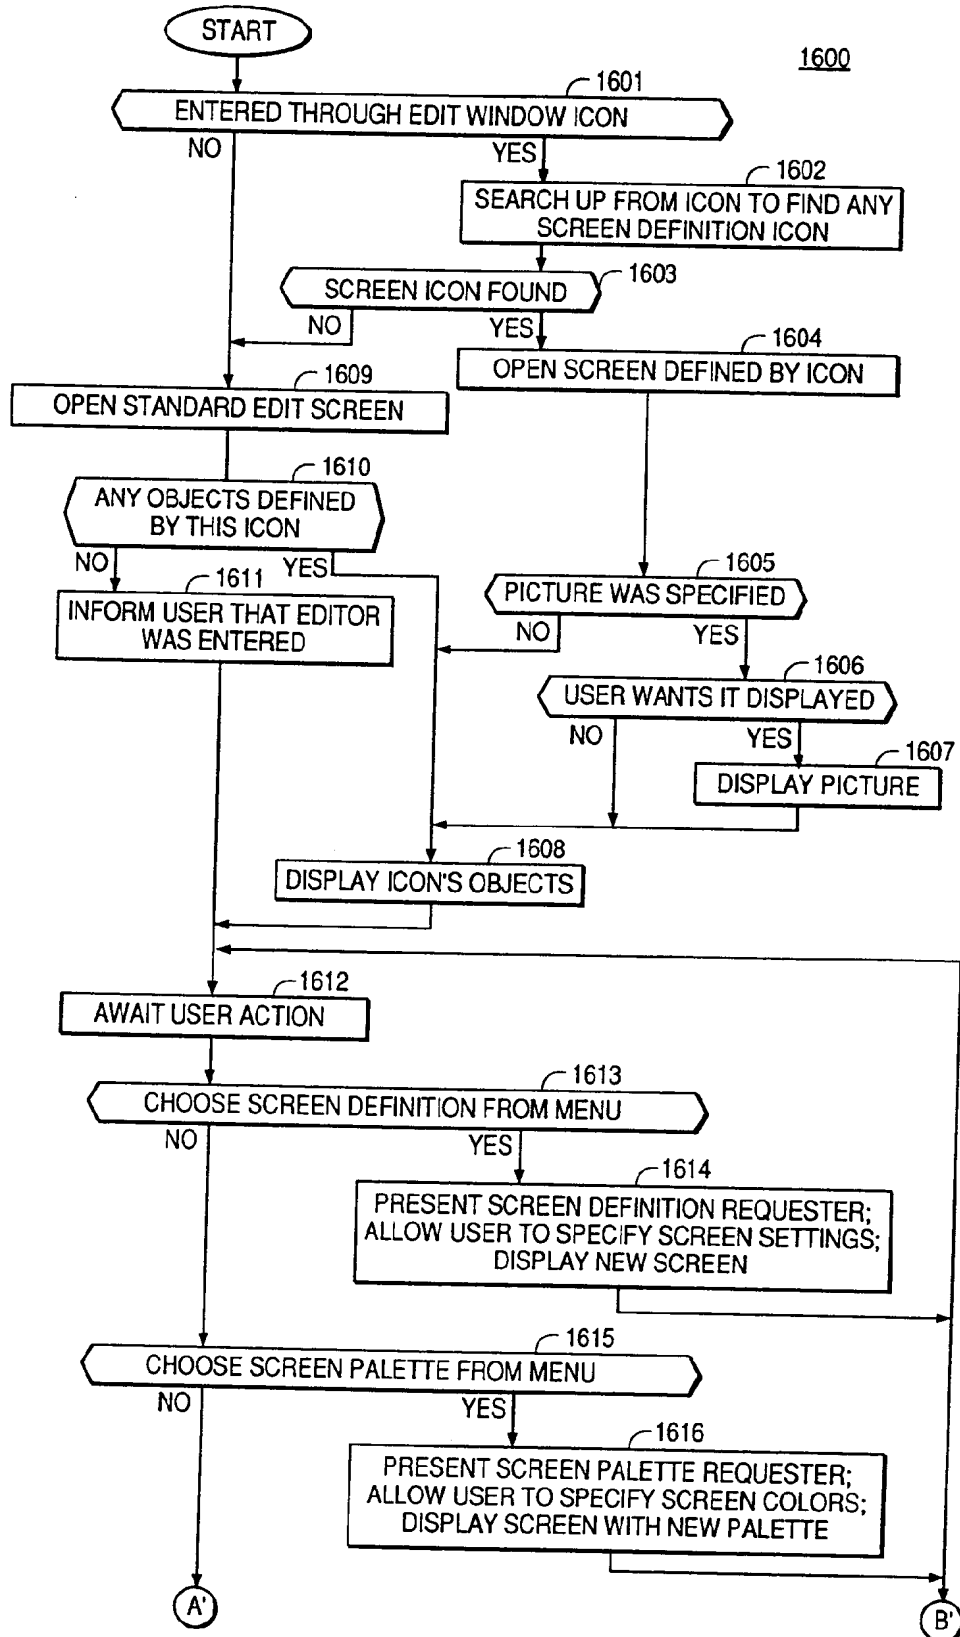 START
1600
1601
ENTERED THROUGH EDIT WINDOW ICON
NO
YES
1602
SEARCH UP FROM ICON TO FIND ANY
SCREEN DEFINITION ICON
1603
SCREEN ICON FOUND
NO
YES
1604
OPEN SCREEN DEFINED BY ICON
1609
OPEN STANDARD EDIT SCREEN
1610
ANY OBJECTS DEFINED
BY THIS ICON
NO
YES
1611
INFORM USER THAT EDITOR
WAS ENTERED
1605
PICTURE WAS SPECIFIED
NO
YES
1606
USER WANTS IT DISPLAYED
NO
YES
1607
DISPLAY PICTURE
1608
DISPLAY ICON'S OBJECTS
1612
AWAIT USER ACTION
1613
CHOOSE SCREEN DEFINITION FROM MENU
NO
YES
1614
PRESENT SCREEN DEFINITION REQUESTER;
ALLOW USER TO SPECIFY SCREEN SETTINGS;
DISPLAY NEW SCREEN
1615
CHOOSE SCREEN PALETTE FROM MENU
NO
YES
1616
PRESENT SCREEN PALETTE REQUESTER;
ALLOW USER TO SPECIFY SCREEN COLORS;
DISPLAY SCREEN WITH NEW PALETTE
A'
B'